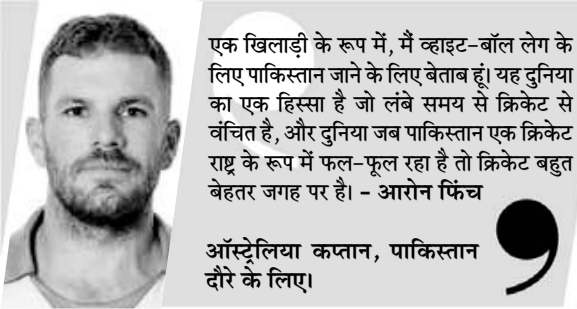 एक खिलाड़ी के रूप में, मैं व्हाइट-बॉल लेग के
लिए पाकिस्तान जाने के लिए बेताब हूं। यह दुनिया
का एक हिस्सा है जो लंबे समय से क्रिकेट से
वंचित है, और दुनिया जब पाकिस्तान एक क्रिकेट
राष्ट्र के रूप में फल-फूल रहा है तो क्रिकेट बहुत
बेहतर जगह पर है। - आरोन फिंच
ऑस्ट्रेलिया कप्तान, पाकिस्तान
दौरे के लिए।